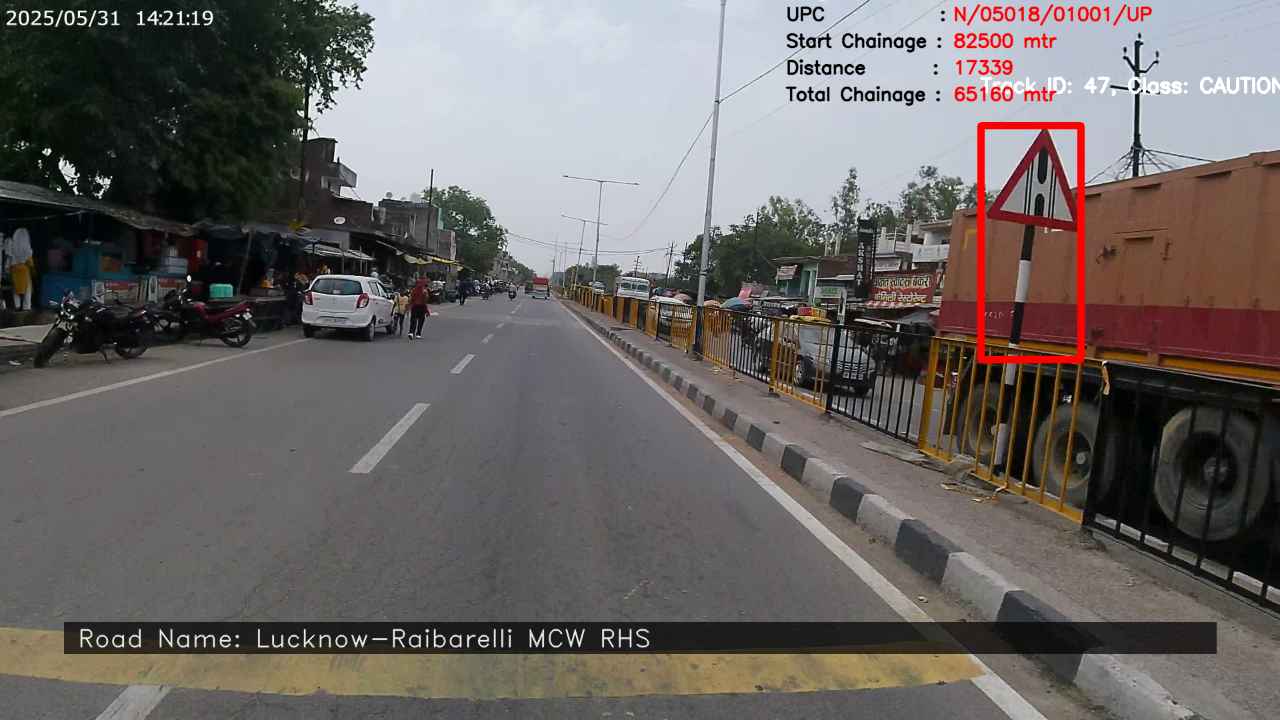 2025/05/31 14:21:19
UPC : N/05018/01001/UP
Start Chainage : 82500 mtr
Distance : 17339
Track ID: 47, Class: CAUTION
Total Chainage : 65160 mtr
Road Name: Lucknow-Raibarelli MCW RHS